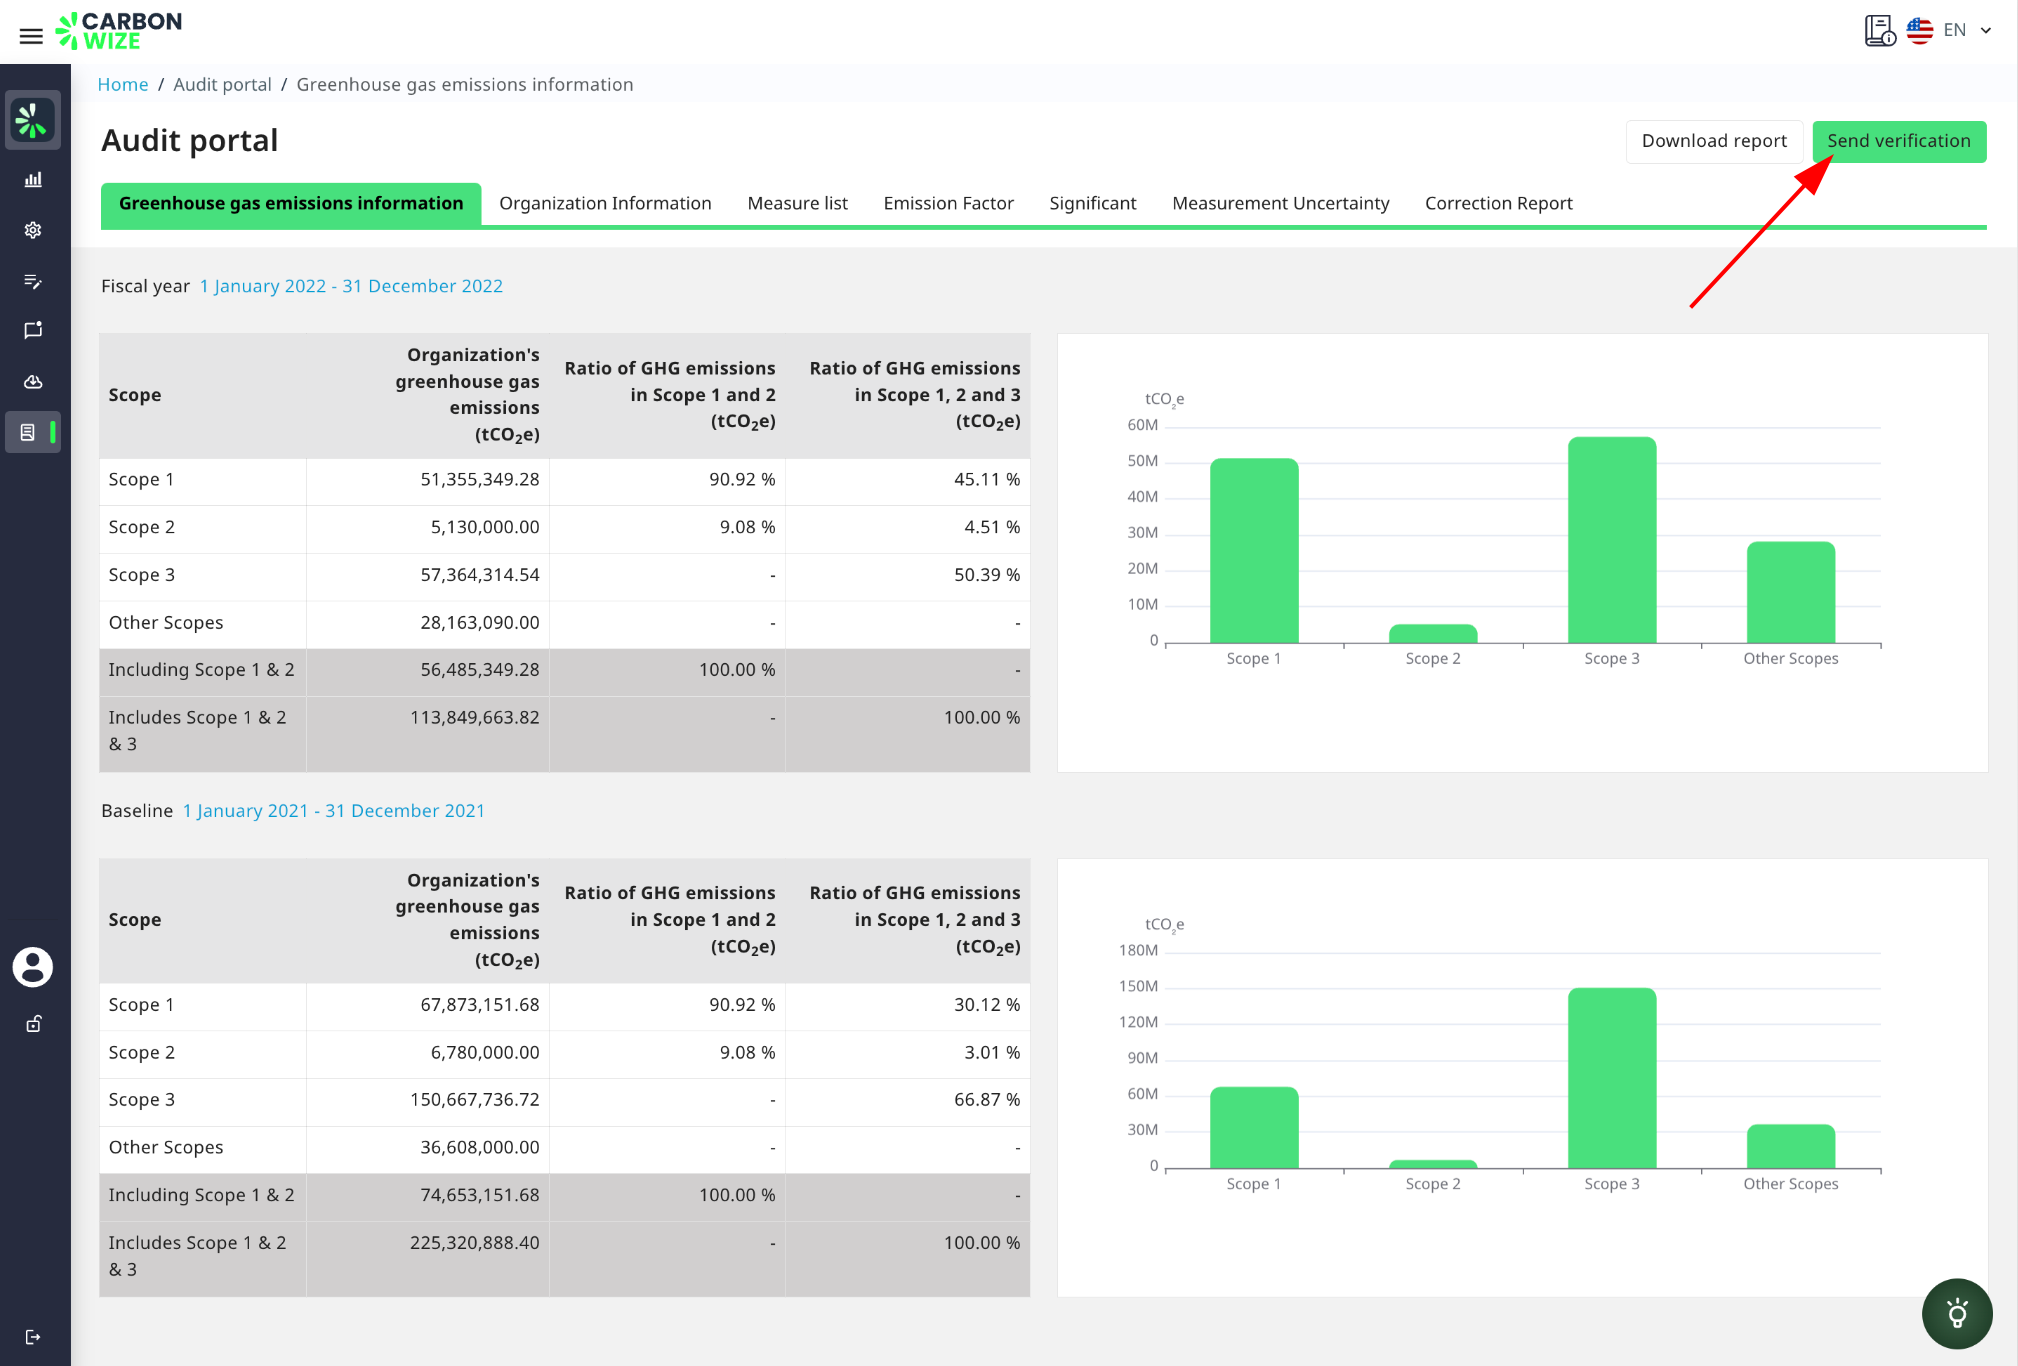 CARBON
WIZE
EN
Home / Audit portal / Greenhouse gas emissions information
Audit portal
Download report
Send verification
Greenhouse gas emissions information
Organization Information
Measure list
Emission Factor
Significant
Measurement Uncertainty
Correction Report
Fiscal year 1 January 2022 - 31 December 2022
Scope
Organization's
greenhouse gas
emissions
(tCO₂e)
Ratio of GHG emissions
in Scope 1 and 2
(tCO₂e)
Ratio of GHG emissions
in Scope 1, 2 and 3
(tCO₂e)
Scope 1 51,355,349.28 90.92 % 45.11 %
Scope 2 5,130,000.00 9.08 % 4.51 %
Scope 3 57,364,314.54 - 50.39 %
Other Scopes 28,163,090.00 - -
Including Scope 1 & 2 56,485,349.28 100.00 % -
Includes Scope 1 & 2 113,849,663.82 - 100.00 %
& 3
tCO₂e
60M
50M
40M
30M
20M
10M
0
Scope 1 Scope 2 Scope 3 Other Scopes
Baseline 1 January 2021 - 31 December 2021
Scope
Organization's
greenhouse gas
emissions
(tCO₂e)
Ratio of GHG emissions
in Scope 1 and 2
(tCO₂e)
Ratio of GHG emissions
in Scope 1, 2 and 3
(tCO₂e)
Scope 1 67,873,151.68 90.92 % 30.12 %
Scope 2 6,780,000.00 9.08 % 3.01 %
Scope 3 150,667,736.72 - 66.87 %
Other Scopes 36,608,000.00 - -
Including Scope 1 & 2 74,653,151.68 100.00 % -
Includes Scope 1 & 2 225,320,888.40 - 100.00 %
& 3
tCO₂e
180M
150M
120M
90M
60M
30M
0
Scope 1 Scope 2 Scope 3 Other Scopes